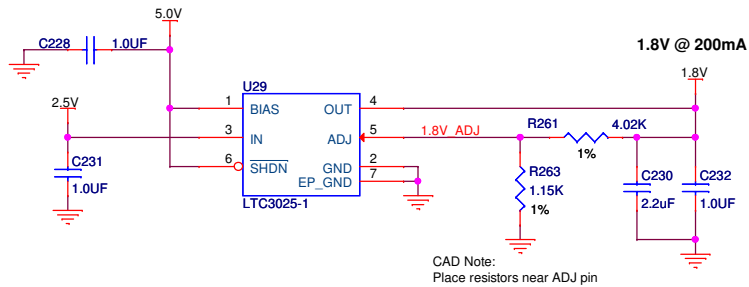 5.0V
C228
1.0UF
1.8V @ 200mA
2.5V
U29
1.8V
1
BIAS
OUT
4
3
IN
ADJ
5
1.8V_ADJ
R261
4.02K
1%
C231
1.0UF
6
SHDN
GND
2
EP_GND
7
R263
1.15K
1%
C230
2.2uF
C232
1.0UF
LTC3025-1
CAD Note:
Place resistors near ADJ pin